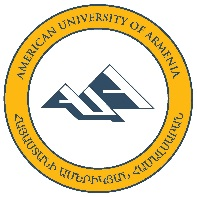 AMERICAN UNIVERSITY OF ARMENIA
ՀԱՅԱՍՏԱՆԻ ԱՄԵՐԻԿՅԱՆ ՀԱՄԱԼՍԱՐԱՆ